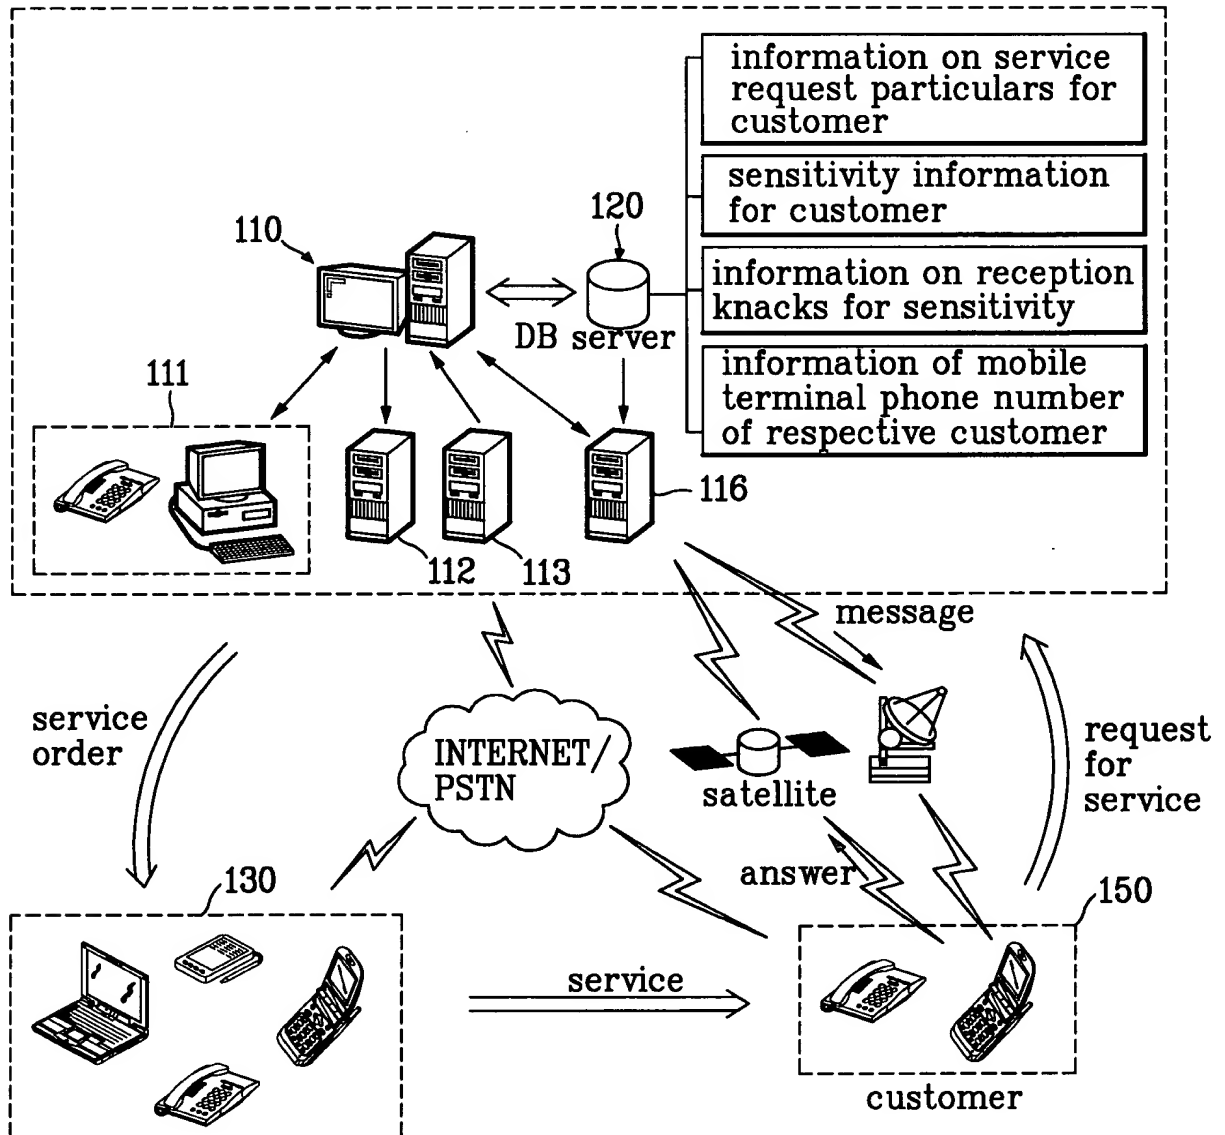 information on service
request particulars for
customer
sensitivity information
for customer
information on reception
knacks for sensitivity
information of mobile
terminal phone number
of respective customer
120
110
DB server
111
116
112
113
message
service
order
INTERNET/
PSTN
satellite
request
for
service
answer
130
150
service
customer